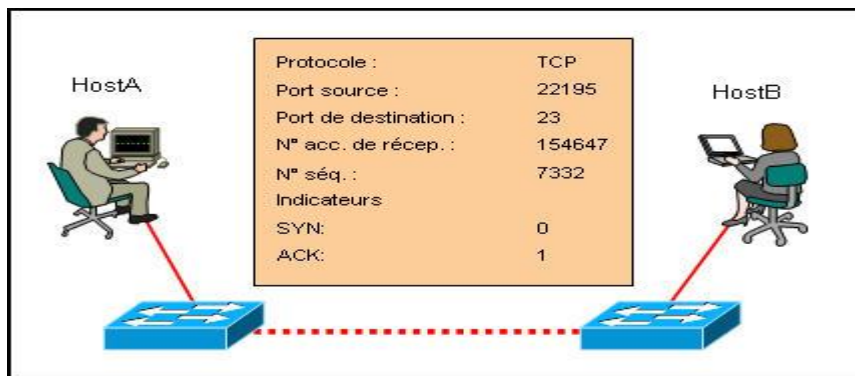 HostA
HostB
Protocole : TCP
Port source : 22195
Port de destination : 23
N° acc. de récep. : 154647
N° séq. : 7332
Indicateurs
SYN: 0
ACK: 1